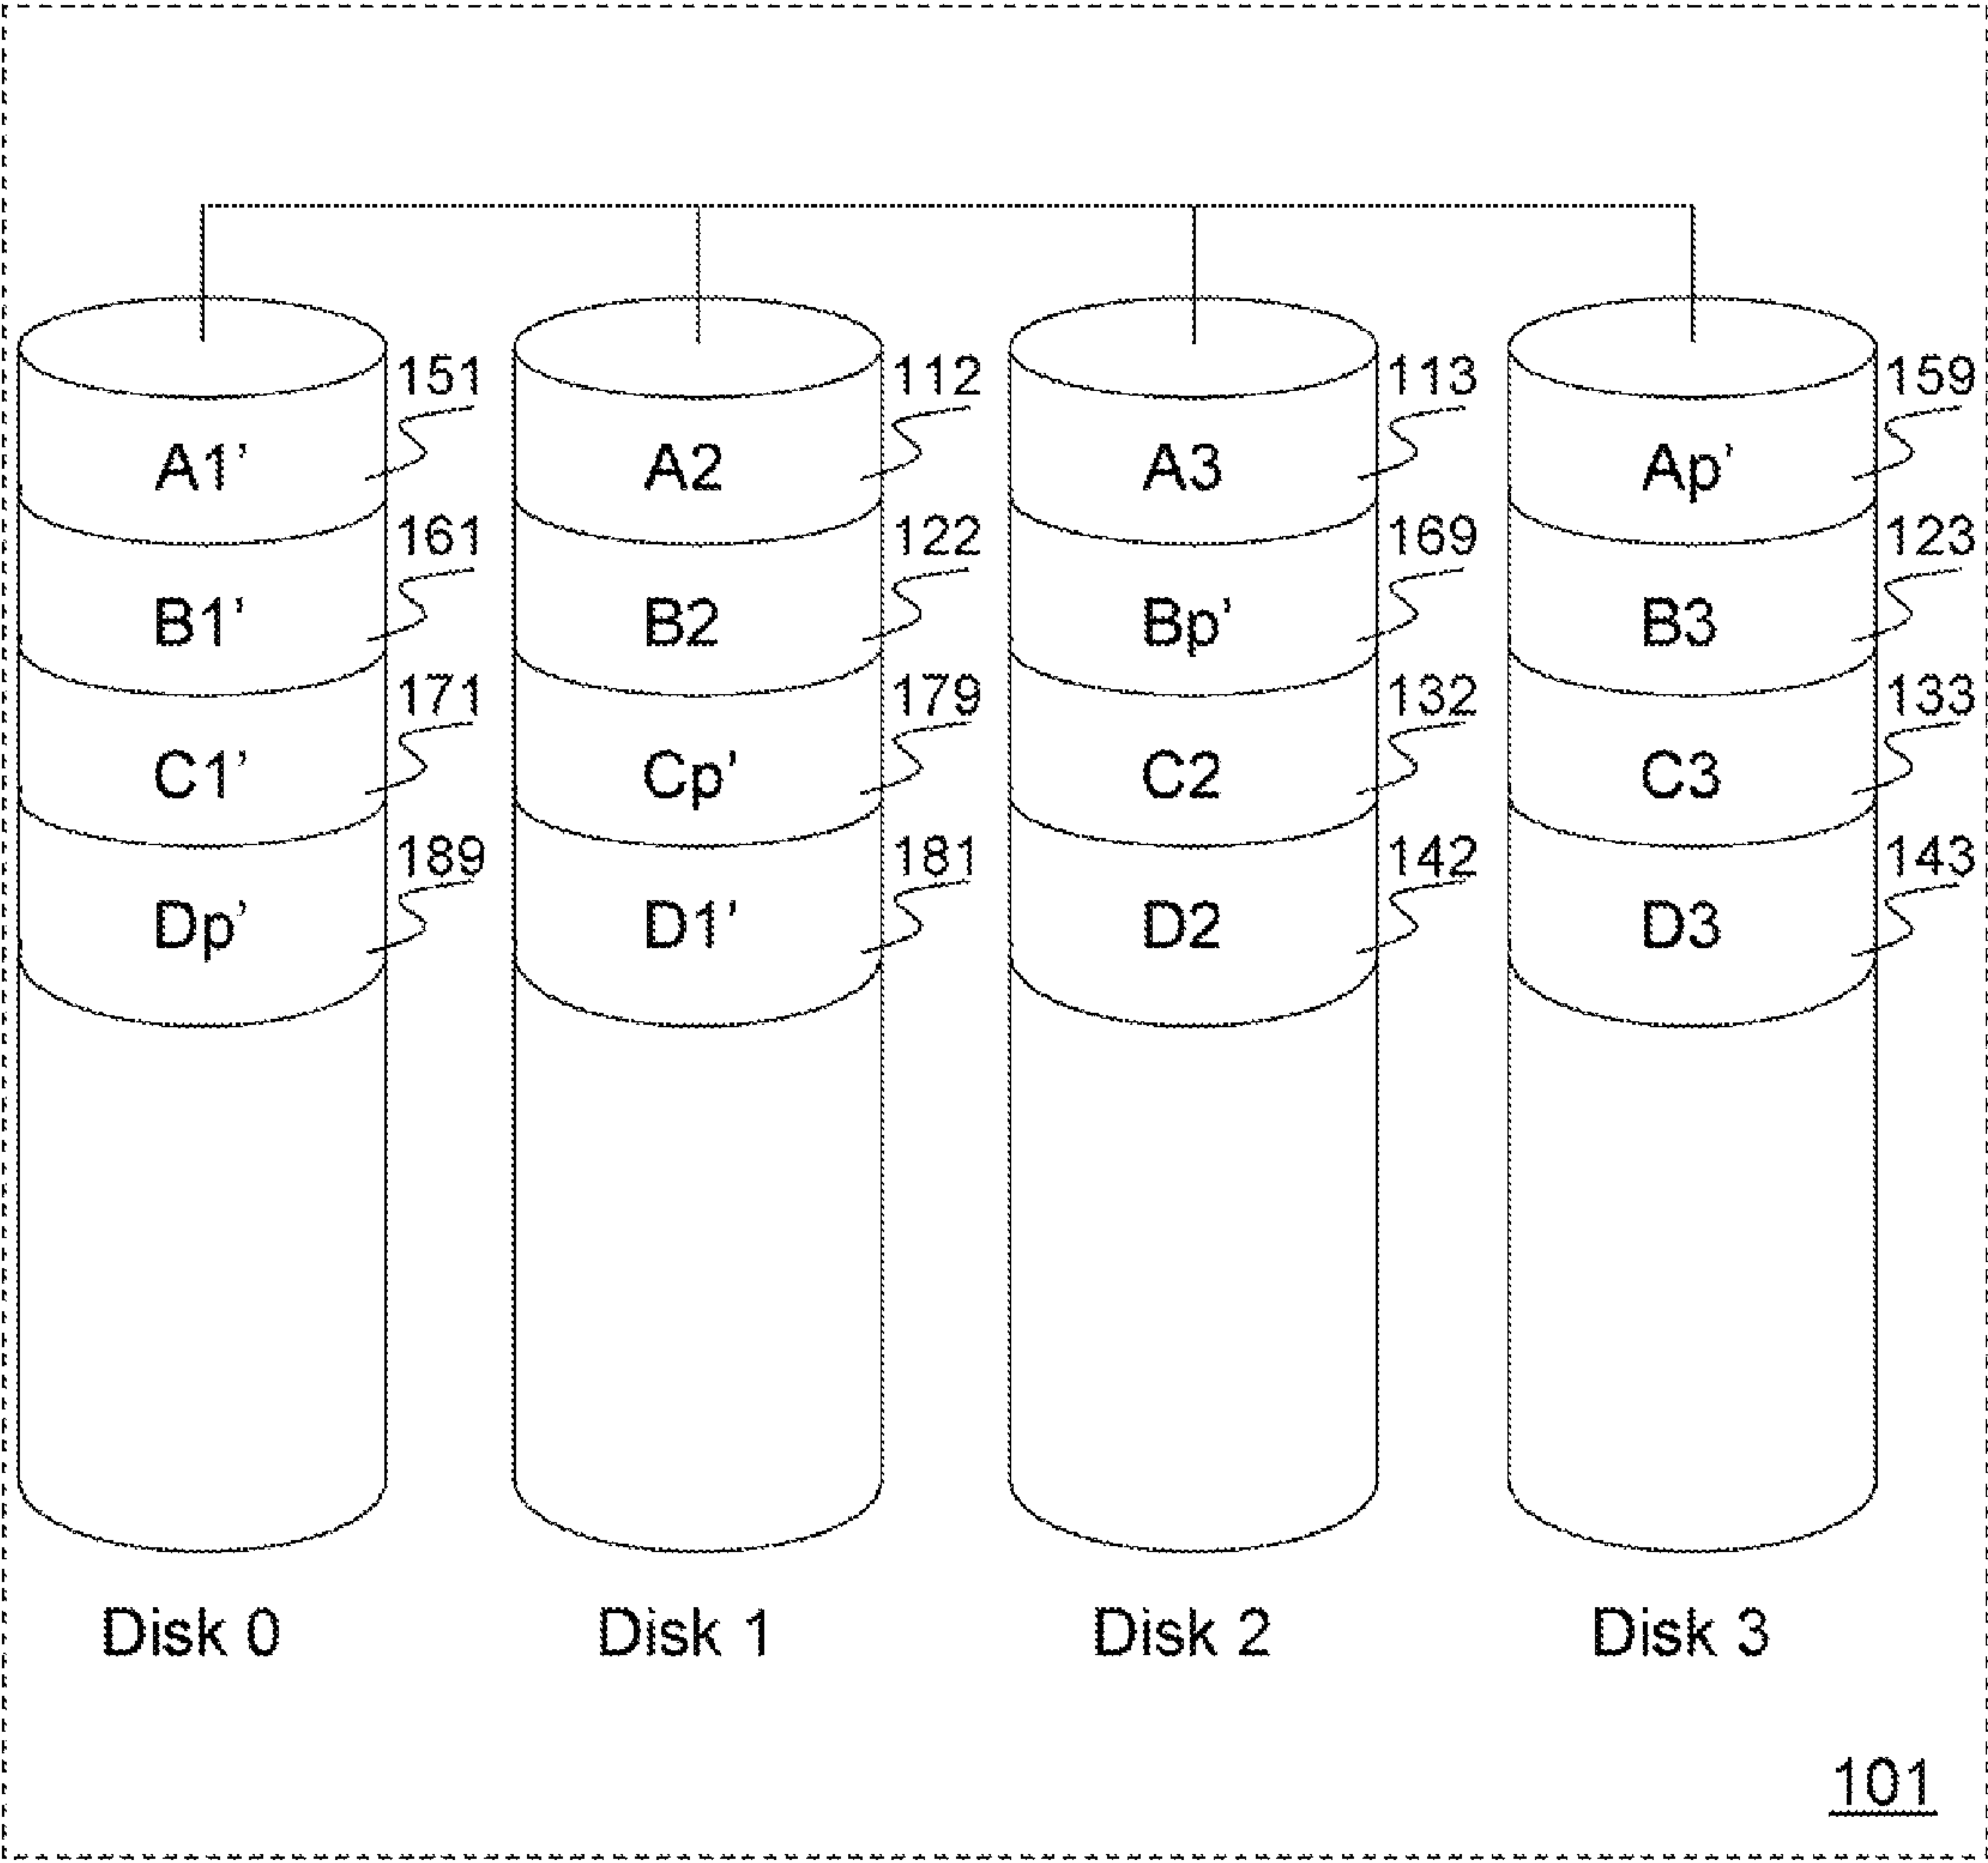 151 112 113 159
A1' A2 A3 Ap'
161 122 169 123
B1' B2 Bp' B3
171 179 132 133
C1' Cp' C2 C3
189 181 142 143
Dp' D1' D2 D3
Disk 0 Disk 1 Disk 2 Disk 3
101